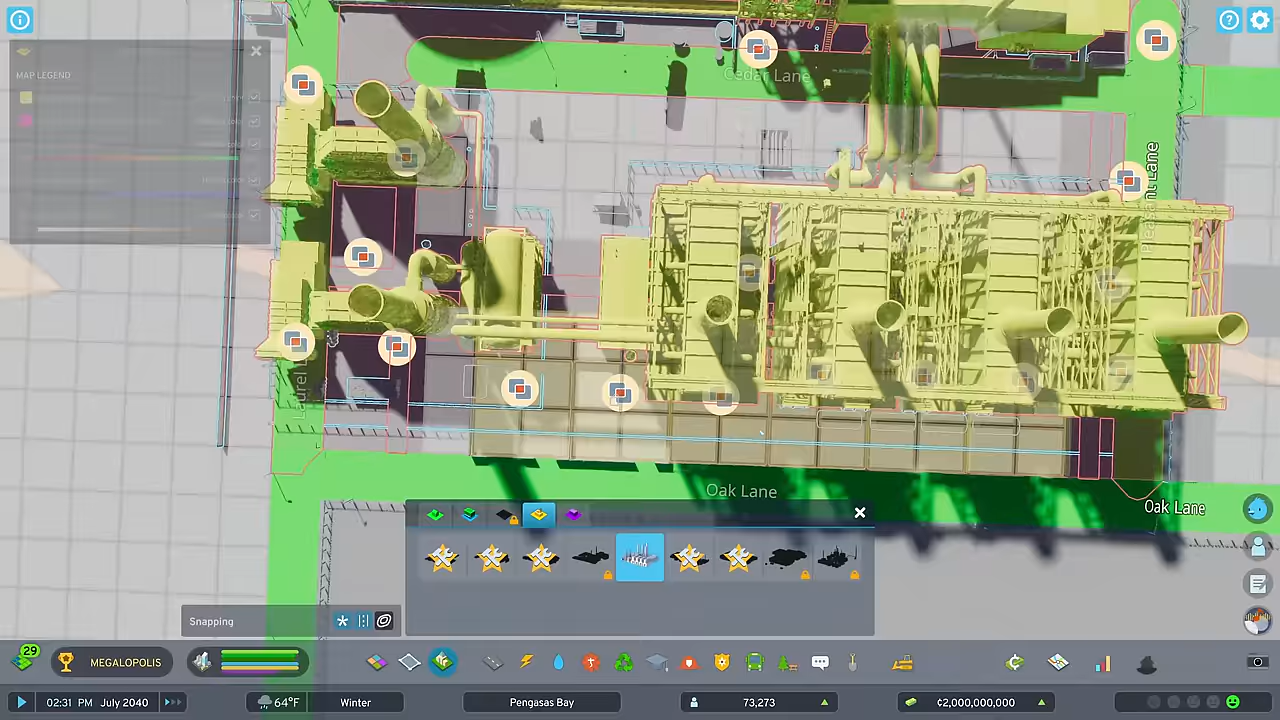 Cedar Lane
MAP LEGEND
Pleasant Lane
Laurel L
Oak Lane
Oak Lane
Snapping
29
MEGALOPOLIS
02:31 PM July 2040
64°F
Winter
Pengasas Bay
73,273
¢2,000,000,000